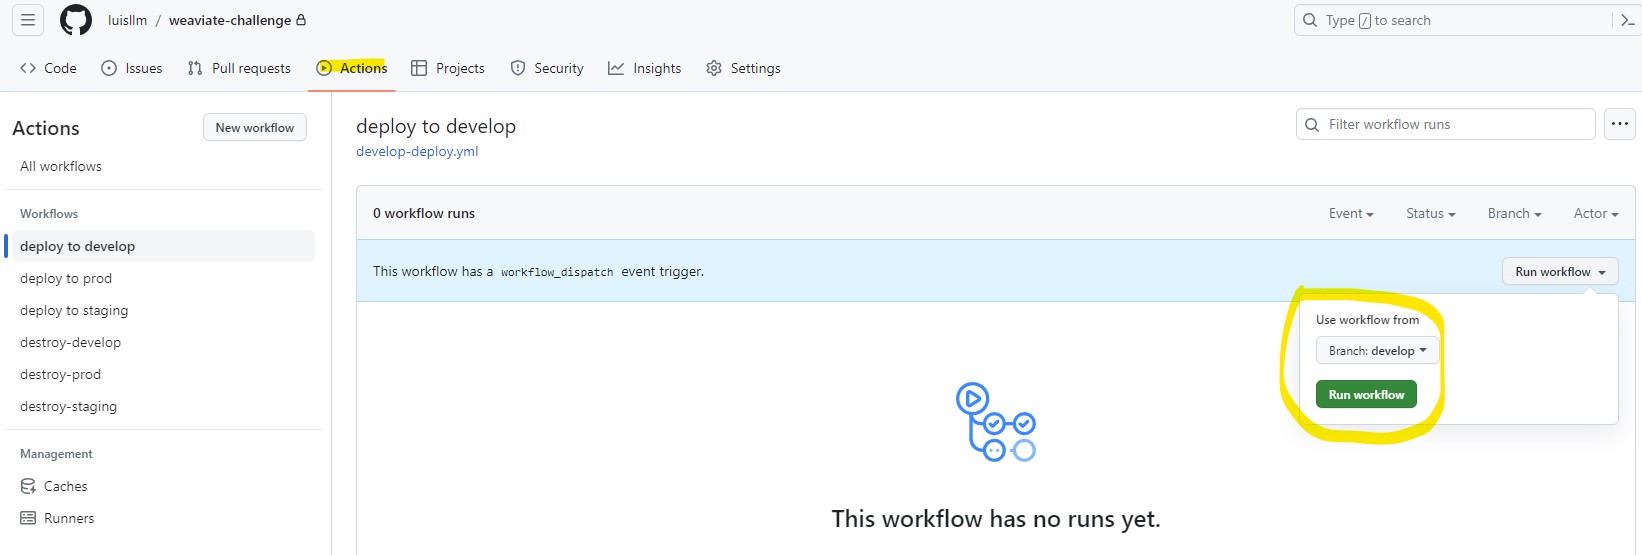 luisllm / weaviate-challenge
Type / to search
Code Issues Pull requests Actions Projects Security Insights Settings
Actions
New workflow
All workflows
Workflows
deploy to develop
deploy to prod
deploy to staging
destroy-develop
destroy-prod
destroy-staging
Management
Caches
Runners
deploy to develop
develop-deploy.yml
Filter workflow runs
0 workflow runs
Event Status Branch Actor
This workflow has a workflow_dispatch event trigger.
Run workflow
Use workflow from
Branch: develop
Run workflow
This workflow has no runs yet.